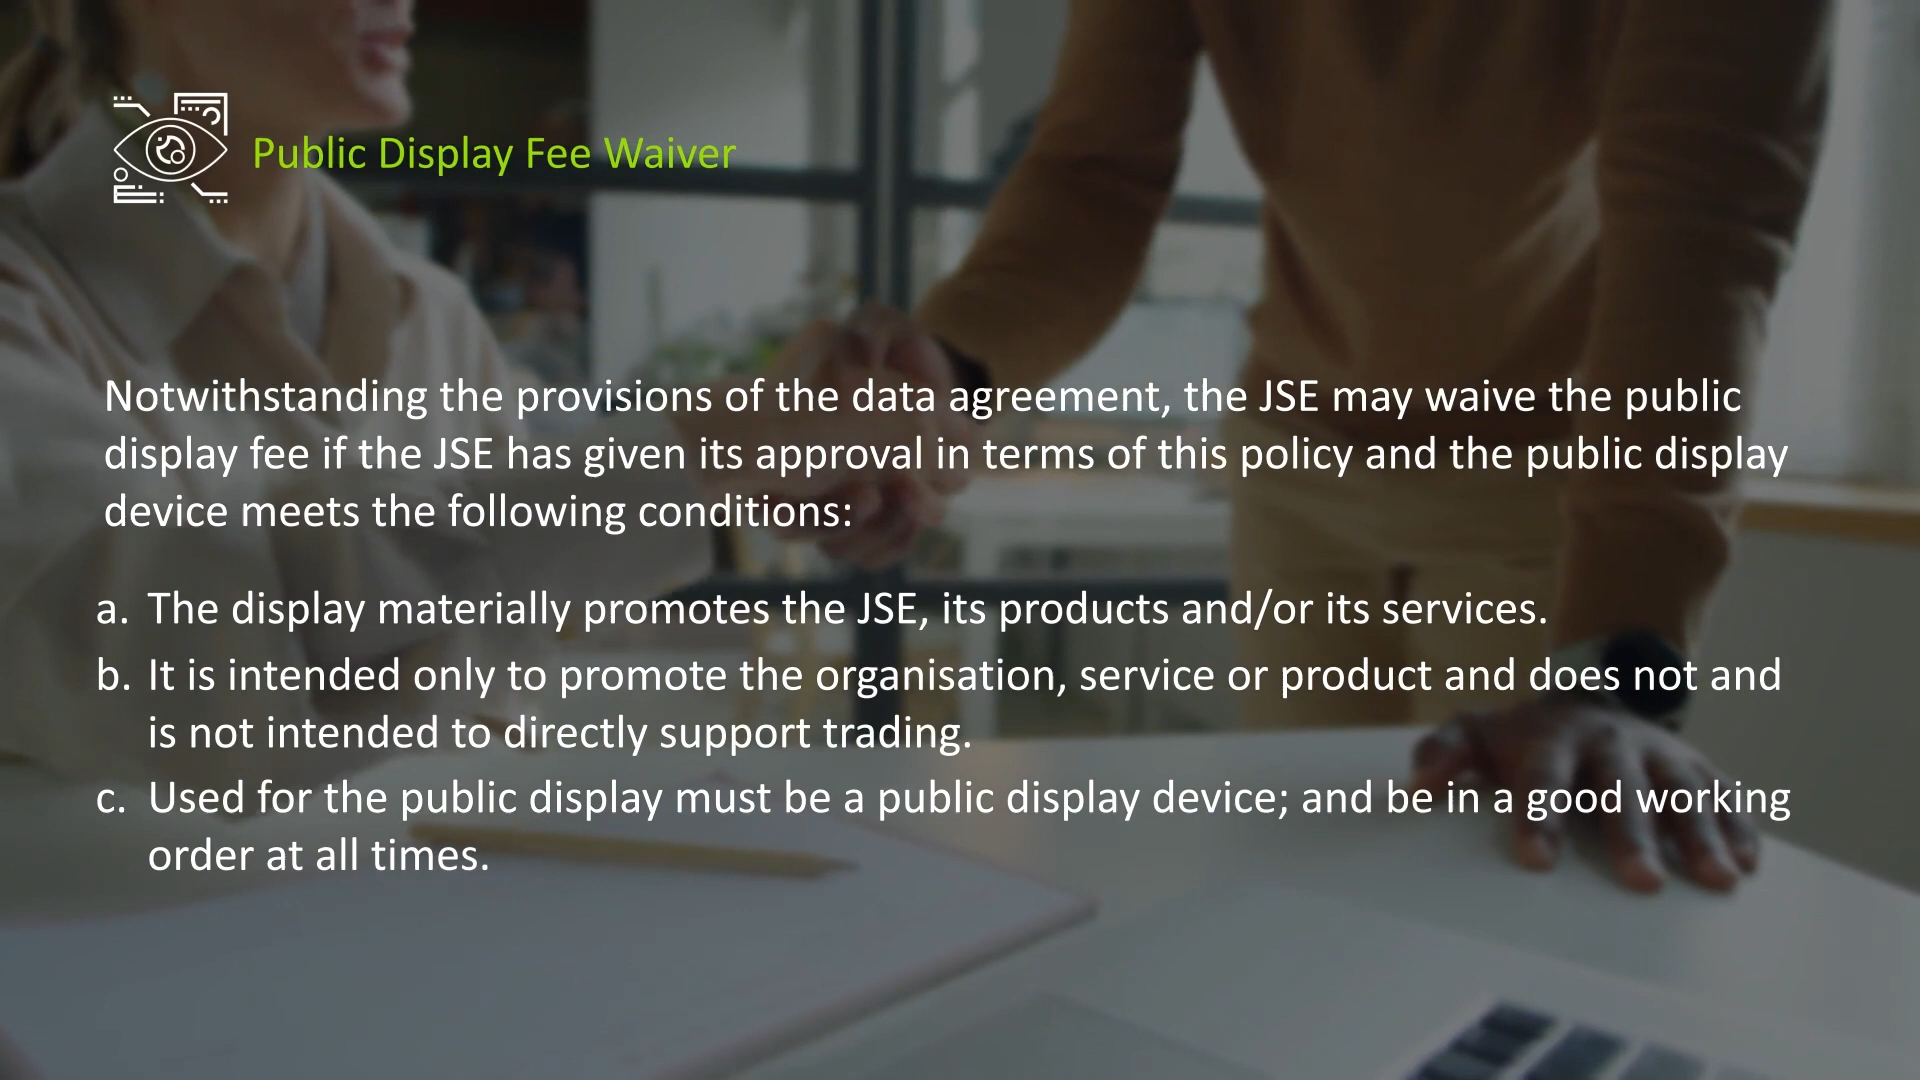 Public Display Fee Waiver
Notwithstanding the provisions of the data agreement, the JSE may waive the public
display fee if the JSE has given its approval in terms of this policy and the public display
device meets the following conditions:
a. The display materially promotes the JSE, its products and/or its services.
b. It is intended only to promote the organisation, service or product and does not and
is not intended to directly support trading.
c. Used for the public display must be a public display device; and be in a good working
order at all times.